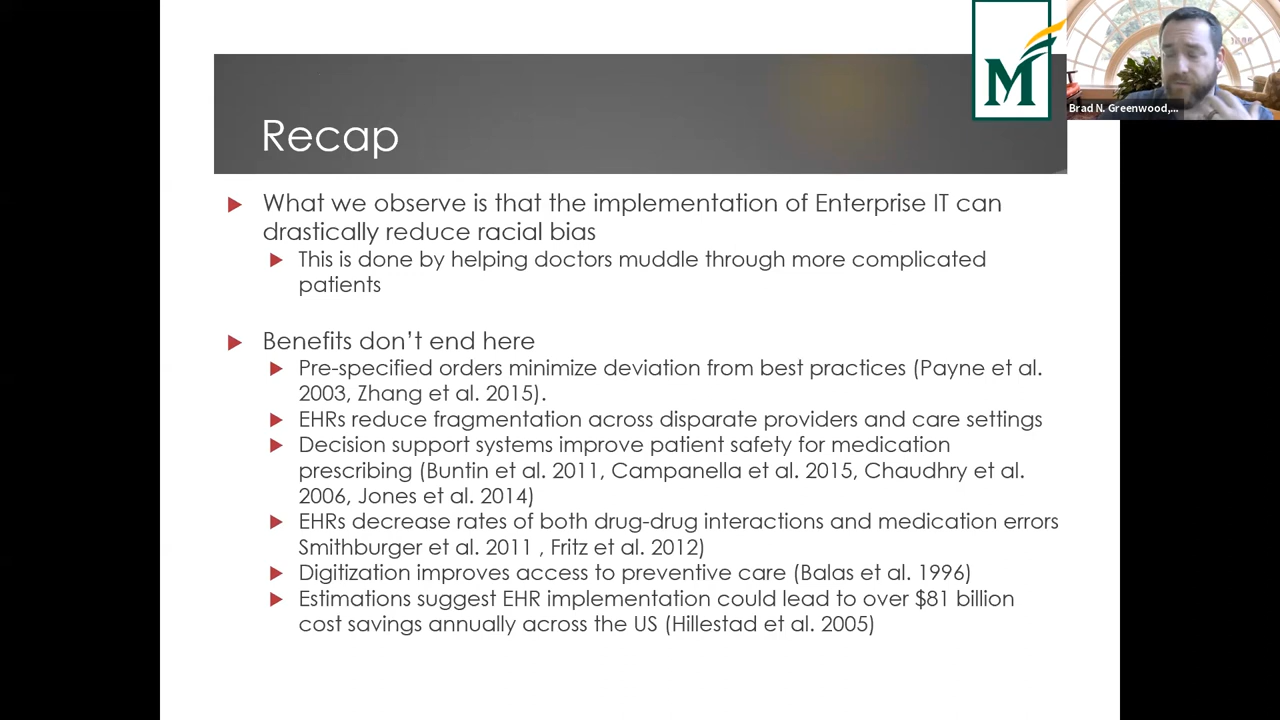 M
Brad N. Greenwood,...
Recap
What we observe is that the implementation of Enterprise IT can
drastically reduce racial bias
This is done by helping doctors muddle through more complicated
patients
Benefits don't end here
Pre-specified orders minimize deviation from best practices (Payne et al.
2003, Zhang et al. 2015).
EHRs reduce fragmentation across disparate providers and care settings
Decision support systems improve patient safety for medication
prescribing (Buntin et al. 2011, Campanella et al. 2015, Chaudhry et al.
2006, Jones et al. 2014)
EHRs decrease rates of both drug-drug interactions and medication errors
Smithburger et al. 2011 , Fritz et al. 2012)
Digitization improves access to preventive care (Balas et al. 1996)
Estimations suggest EHR implementation could lead to over $81 billion
cost savings annually across the US (Hillestad et al. 2005)